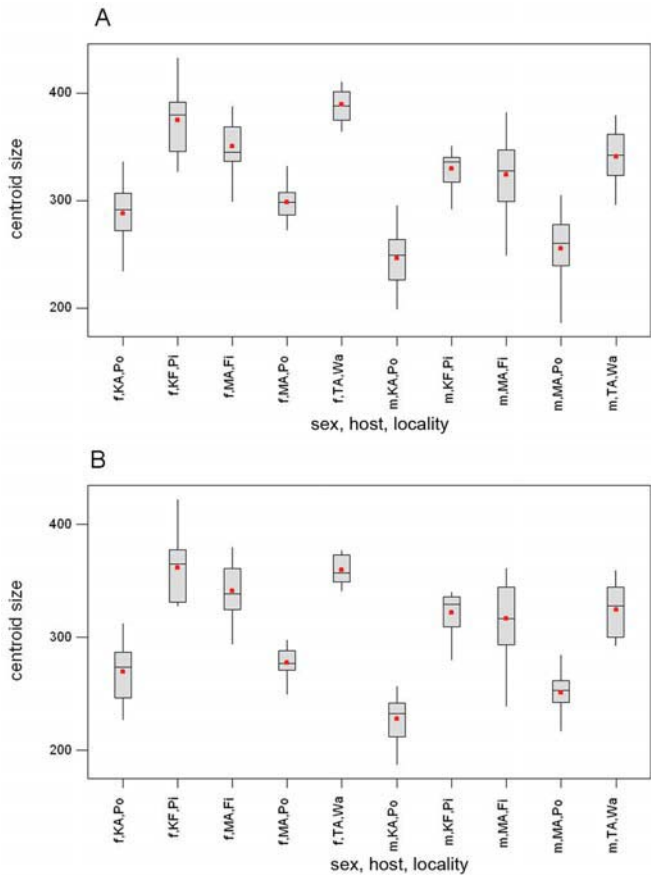 A
centroid size
400
300
200
f,KA,Po
f,KF,Pi
f,MA,Fi
f,MA,Po
f,TA,Wa
m,KA,Po
m,KF,Pi
m,MA,Fi
m,MA,Po
m,TA,Wa
sex, host, locality
B
centroid size
400
300
200
f,KA,Po
f,KF,Pi
f,MA,Fi
f,MA,Po
f,TA,Wa
m,KA,Po
m,KF,Pi
m,MA,Fi
m,MA,Po
m,TA,Wa
sex, host, locality